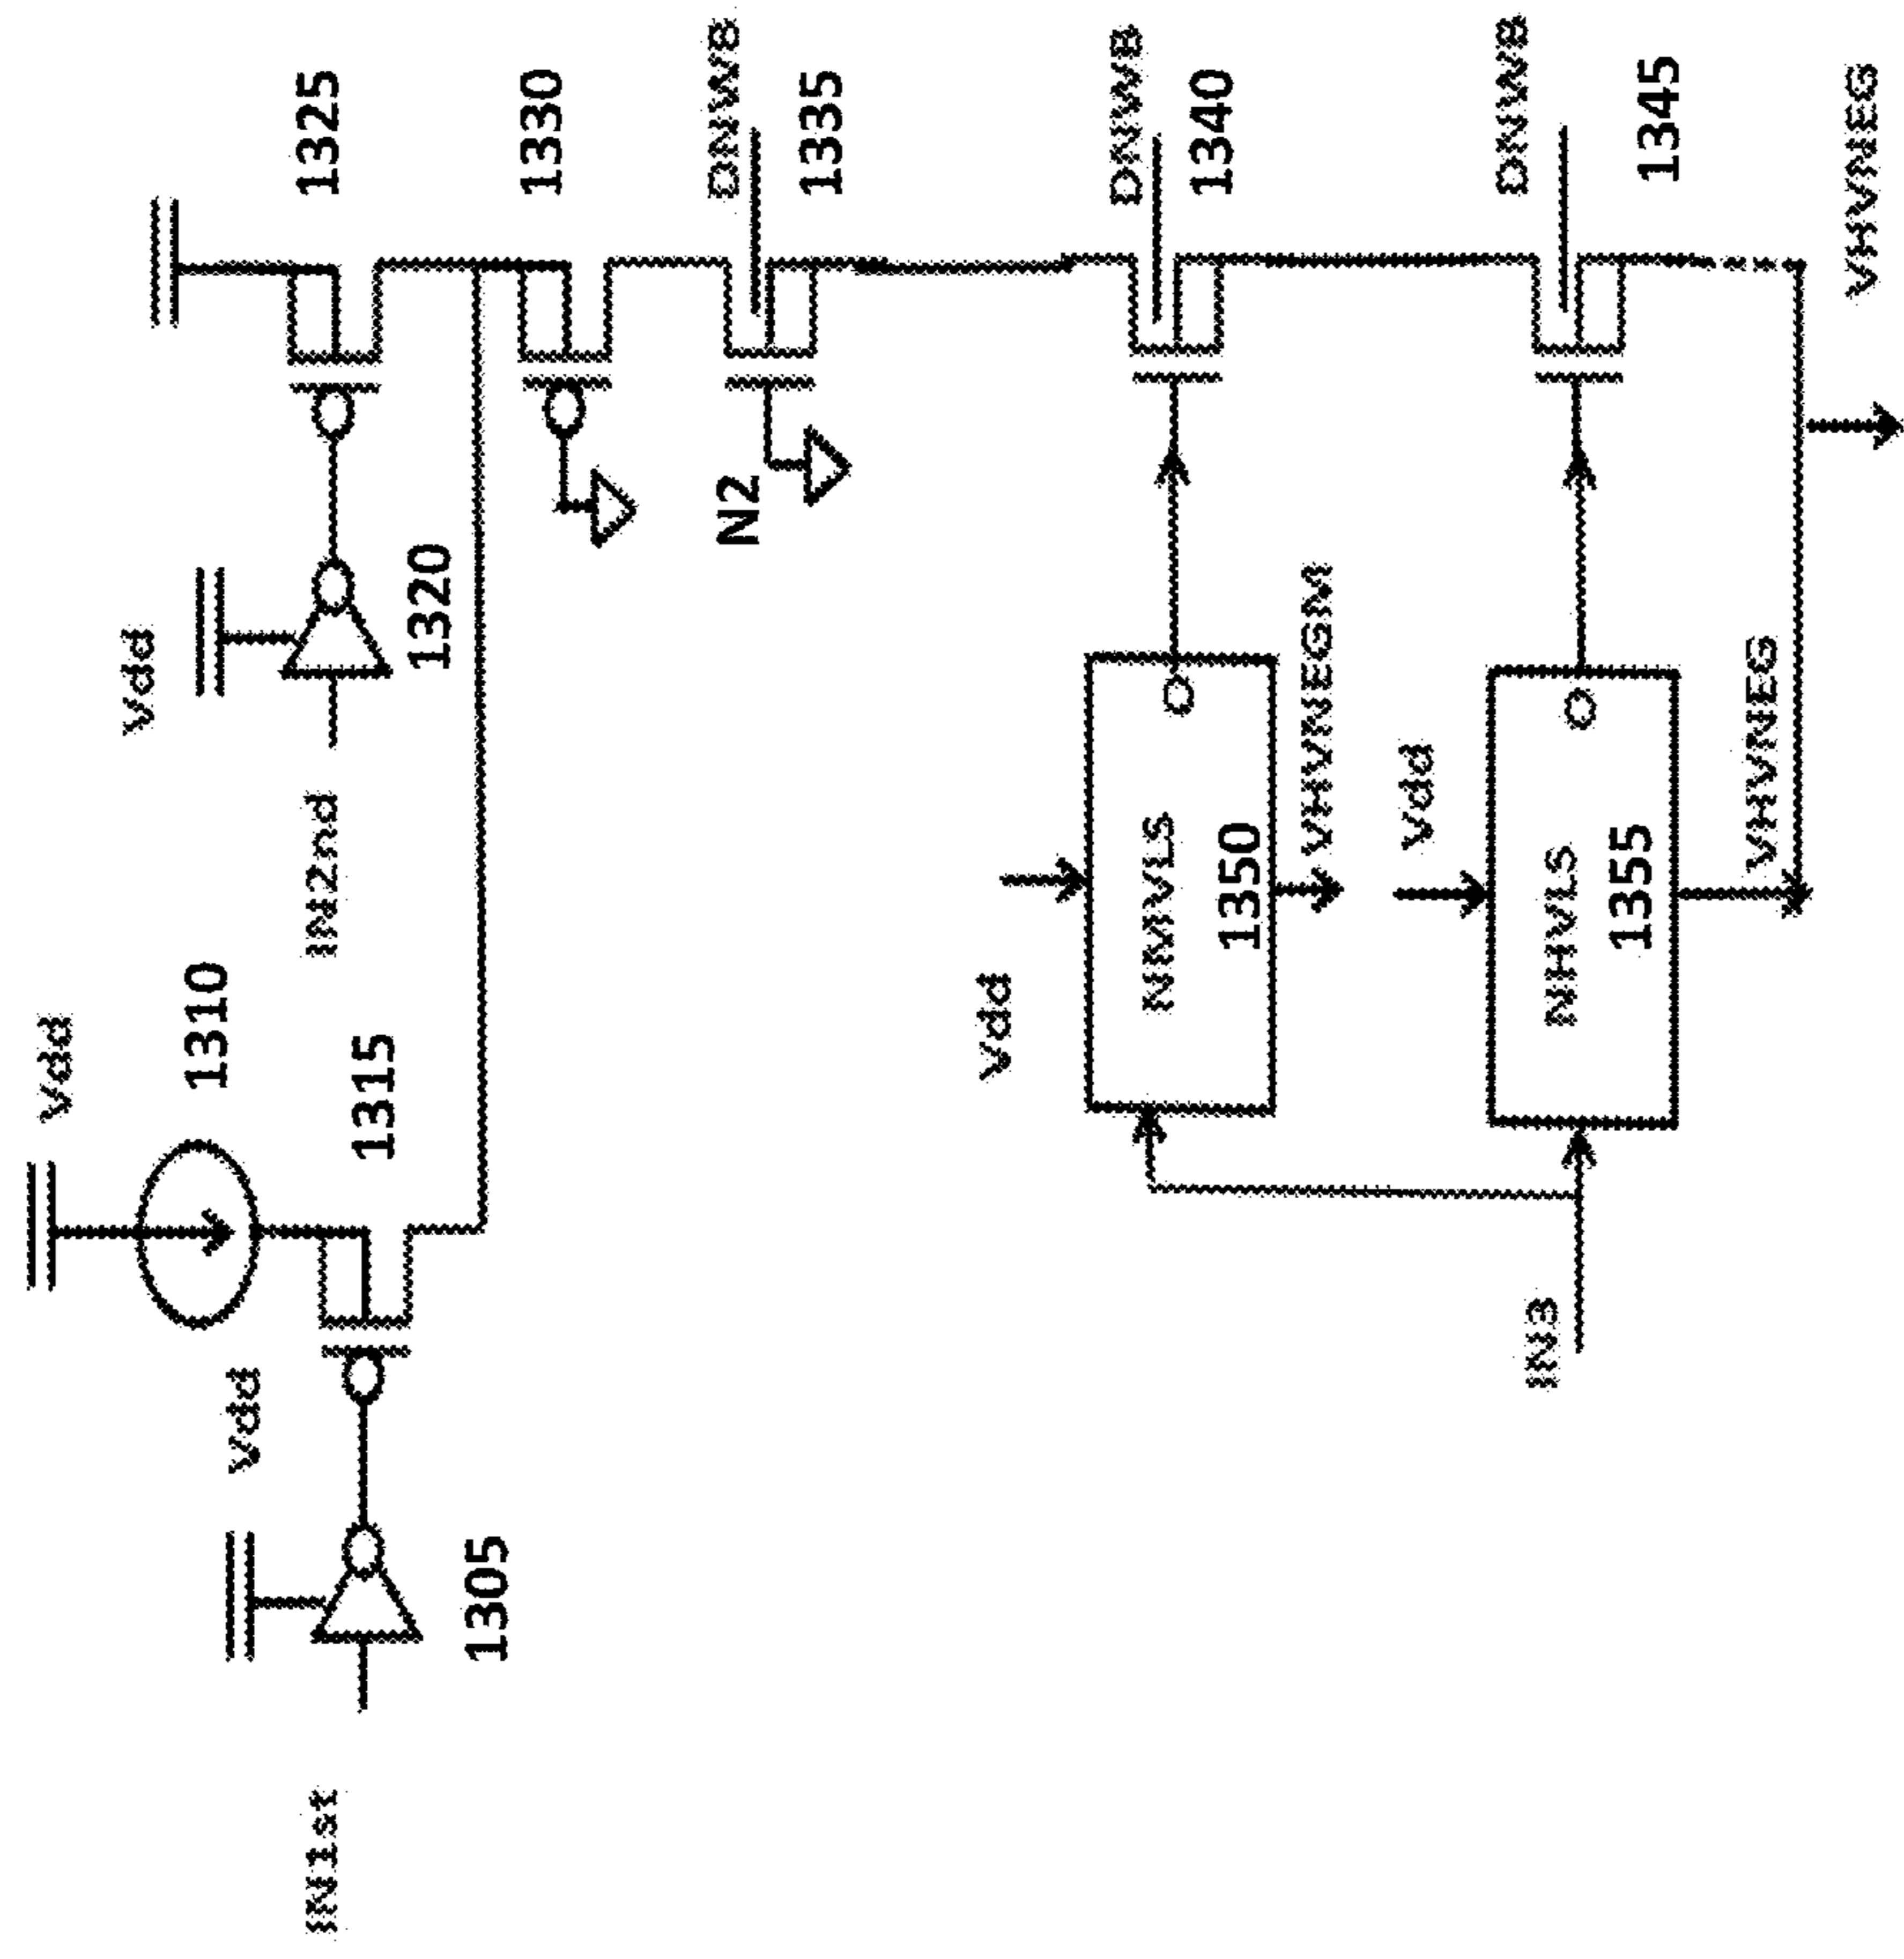 Vdd
1310
1315
Vdd
1305
IN1st
Vdd
1320
IN2nd
1325
1330
DNWB
1335
N2
DNWB
1340
Vdd
NMVLS
1350
VHVNEGM
DNWB
1345
Vdd
NHVLS
1355
IN3
VHVNEG
VHVNEG